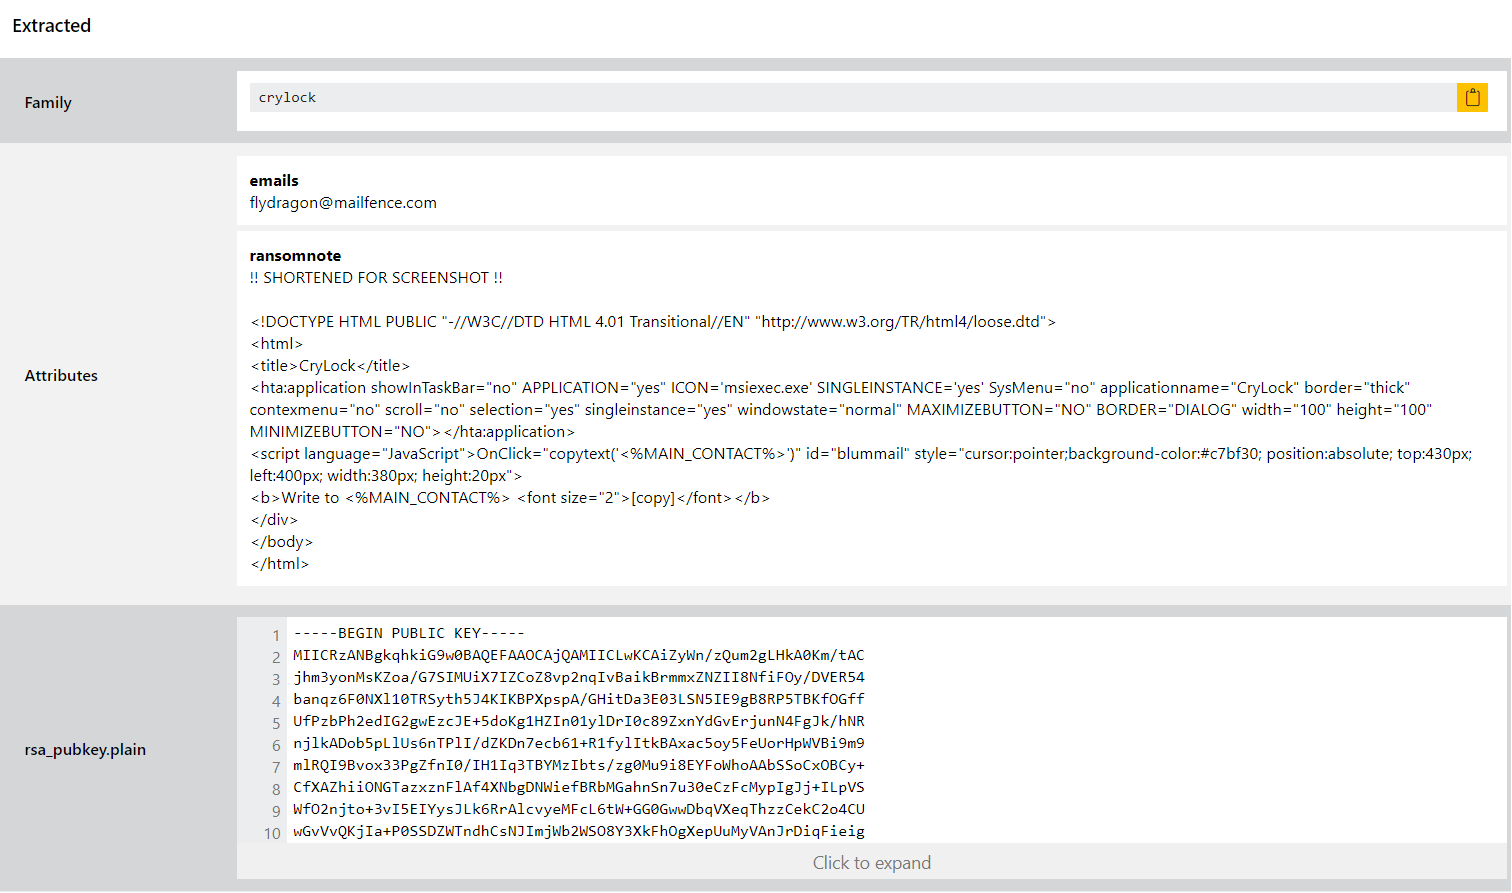 Extracted
Family
crylock
Attributes
emails
flydragon@mailfence.com
ransomnote
!! SHORTENED FOR SCREENSHOT !!
<!DOCTYPE HTML PUBLIC "-//W3C//DTD HTML 4.01 Transitional//EN" "http://www.w3.org/TR/html4/loose.dtd">
<html>
<title>CryLock</title>
<hta:application showInTaskBar="no" APPLICATION="yes" ICON='msiexec.exe' SINGLEINSTANCE='yes' SysMenu="no" applicationname="CryLock" border="thick"
contexmenu="no" scroll="no" selection="yes" singleinstance="yes" windowstate="normal" MAXIMIZEBUTTON="NO" BORDER="DIALOG" width="100" height="100"
MINIMIZEBUTTON="NO"></hta:application>
<script language="JavaScript">OnClick="copytext('<%MAIN_CONTACT%>')" id="blummail" style="cursor:pointer;background-color:#c7bf30; position:absolute; top:430px;
left:400px; width:380px; height:20px">
<b>Write to <%MAIN_CONTACT%> <font size="2">[copy]</font></b>
</div>
</body>
</html>
rsa_pubkey.plain
1 -----BEGIN PUBLIC KEY-----
2 MIICRzANBgkqhkiG9w0BAQEFAAOCAjQAMIICLwKCAiZyWn/zQum2gLHkA0Km/tAC
3 jhm3yonMsKZoa/G7SIMUiX7IZCoZ8vp2nqIvBaikBrmmxZNZII8NfiFOy/DVER54
4 banqz6F0NXl10TRSyth5J4KIKBPXpspA/GHitDa3E03LSN5IE9gB8RP5TBKfOGff
5 UfPzbPh2edIG2gwEzcJE+5doKg1HZIn01ylDrI0c89ZxnYdGvErjunN4FgJk/hNR
6 njlkADob5pLlUs6nTPlI/dZKDn7ecb61+R1fylItkBAxac5oy5FeUorHpWVBi9m9
7 mlRQI9Bvox33PgZfnI0/IH1Iq3TBYMzIbts/zg0Mu9i8EYFoWhoAAbSSoCxOBCy+
8 CfXAZhiiONGTazxznFlAf4XNbgDNWiefBRbMGahnSn7u30eCzFcMypIgJj+ILpVS
9 WfO2njto+3vI5EIYysJLk6RrAlcvyeMFcL6tW+GG0GwwDbqVXeqThzzCekC2o4CU
10 wGvVvQKjIa+P0SSDZWTndhCsNJImjWb2WSO8Y3XkFhOgXepUuMyVAnJrDiqFieig
Click to expand